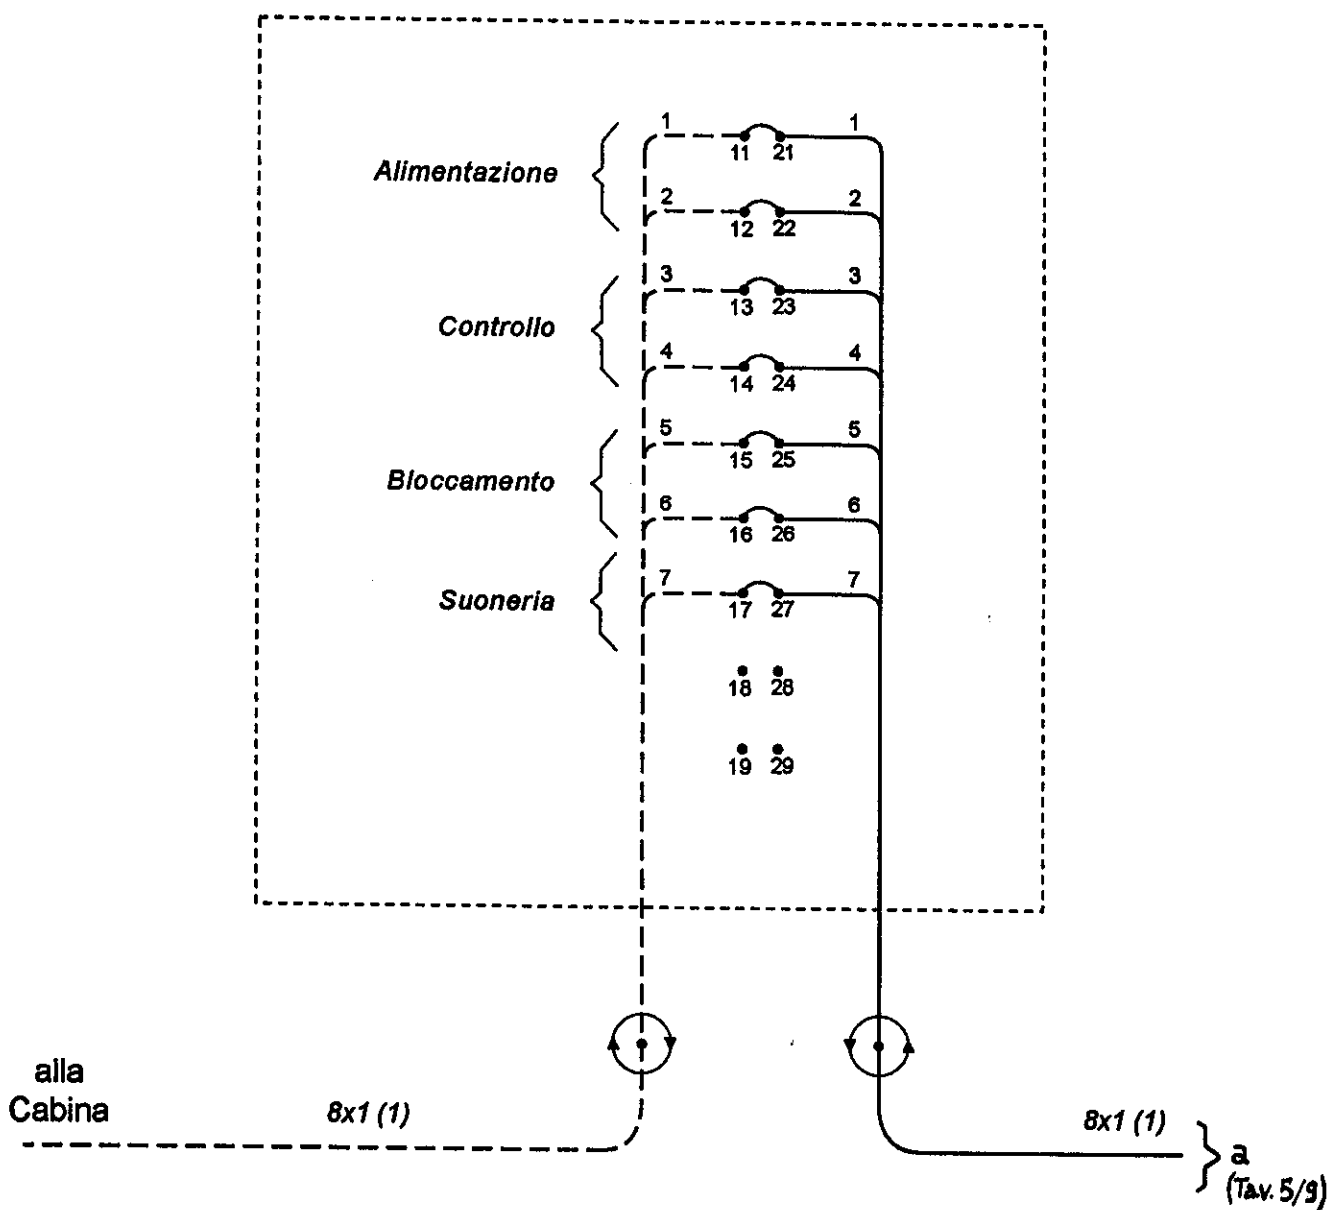 1 1
11 21
Alimentazione
2 2
12 22
3 3
13 23
Controllo
4 4
14 24
5 5
15 25
Bloccamento
6 6
16 26
7 7
Suoneria
17 27
18 28
19 29
alla
Cabina
8x1 (1)
8x1 (1)
a
(Tav. 5/9)